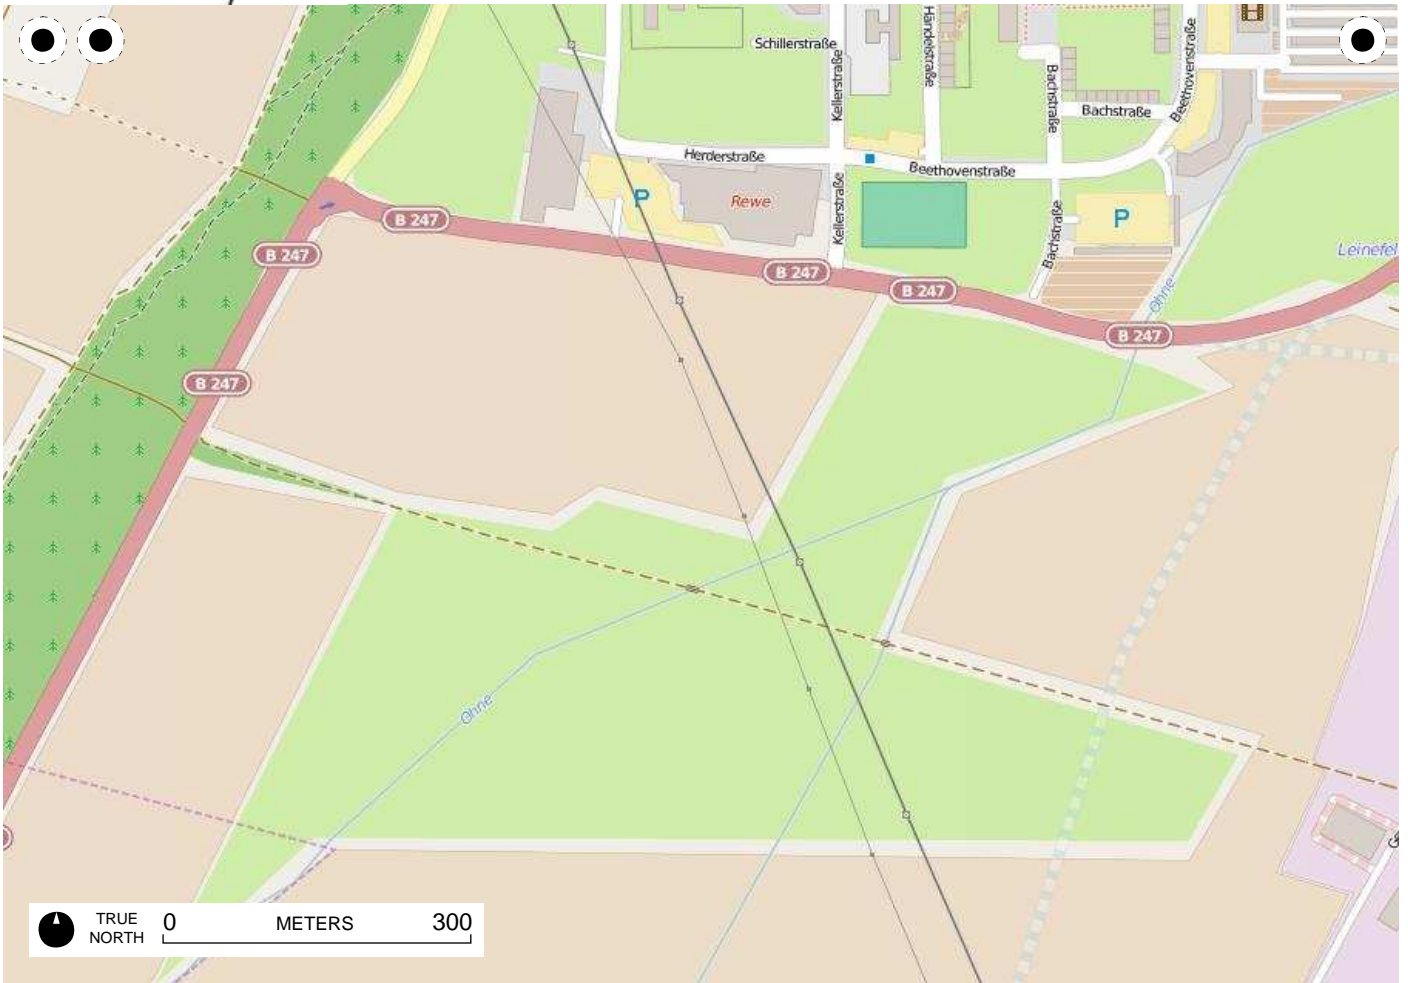 Schillerstraße
Händelstraße
Kellerstraße
Bachstraße
Beethovenstraße
Bachstraße
Herderstraße
Beethovenstraße
P
Rewe
Kellerstraße
Bachstraße
P
B 247
B 247
Leinefel
B 247
B 247
Ohne
B 247
B 247
Ohne
TRUE NORTH
0 METERS 300